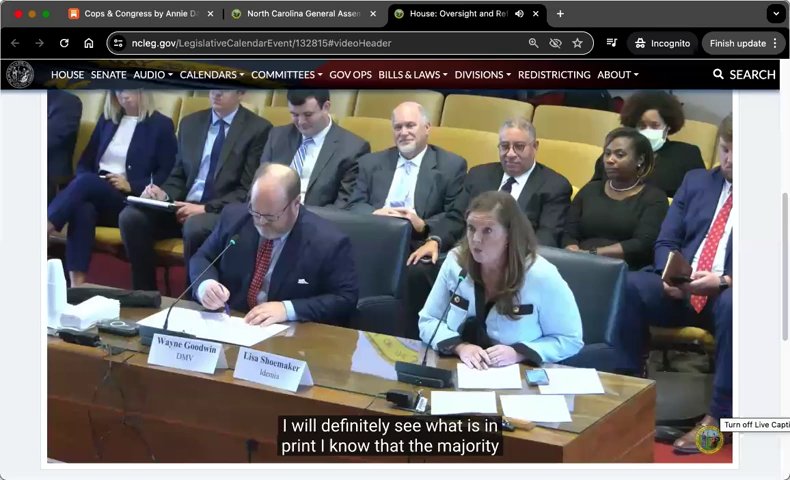 Cops & Congress by Annie D
North Carolina General Assem
House: Oversight and Ref
ncleg.gov/LegislativeCalendarEvent/132815#videoHeader
Incognito
Finish update
HOUSE SENATE AUDIO CALENDARS COMMITTEES GOV OPS BILLS & LAWS DIVISIONS REDISTRICTING ABOUT SEARCH
Wayne Goodwin
DMV
Lisa Shoemaker
Idemia
I will definitely see what is in
print I know that the majority
Turn off Live Capti